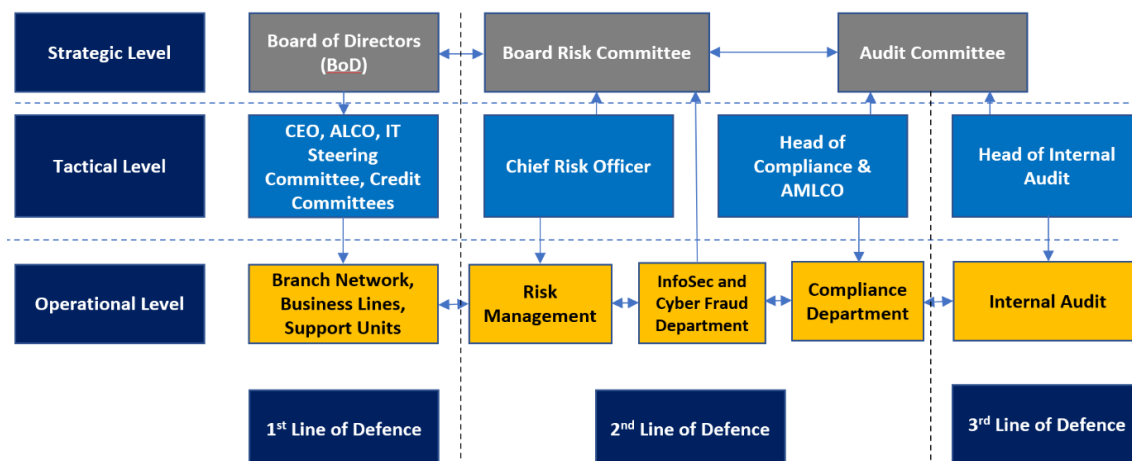 Strategic Level
Board of Directors
(BoD)
Board Risk Committee
Audit Committee
Tactical Level
CEO, ALCO, IT
Steering
Committee, Credit
Committees
Chief Risk Officer
Head of
Compliance &
AMLCO
Head of Internal
Audit
Operational Level
Branch Network,
Business Lines,
Support Units
Risk
Management
InfoSec and
Cyber Fraud
Department
Compliance
Department
Internal Audit
1st Line of Defence
2nd Line of Defence
3rd Line of Defence